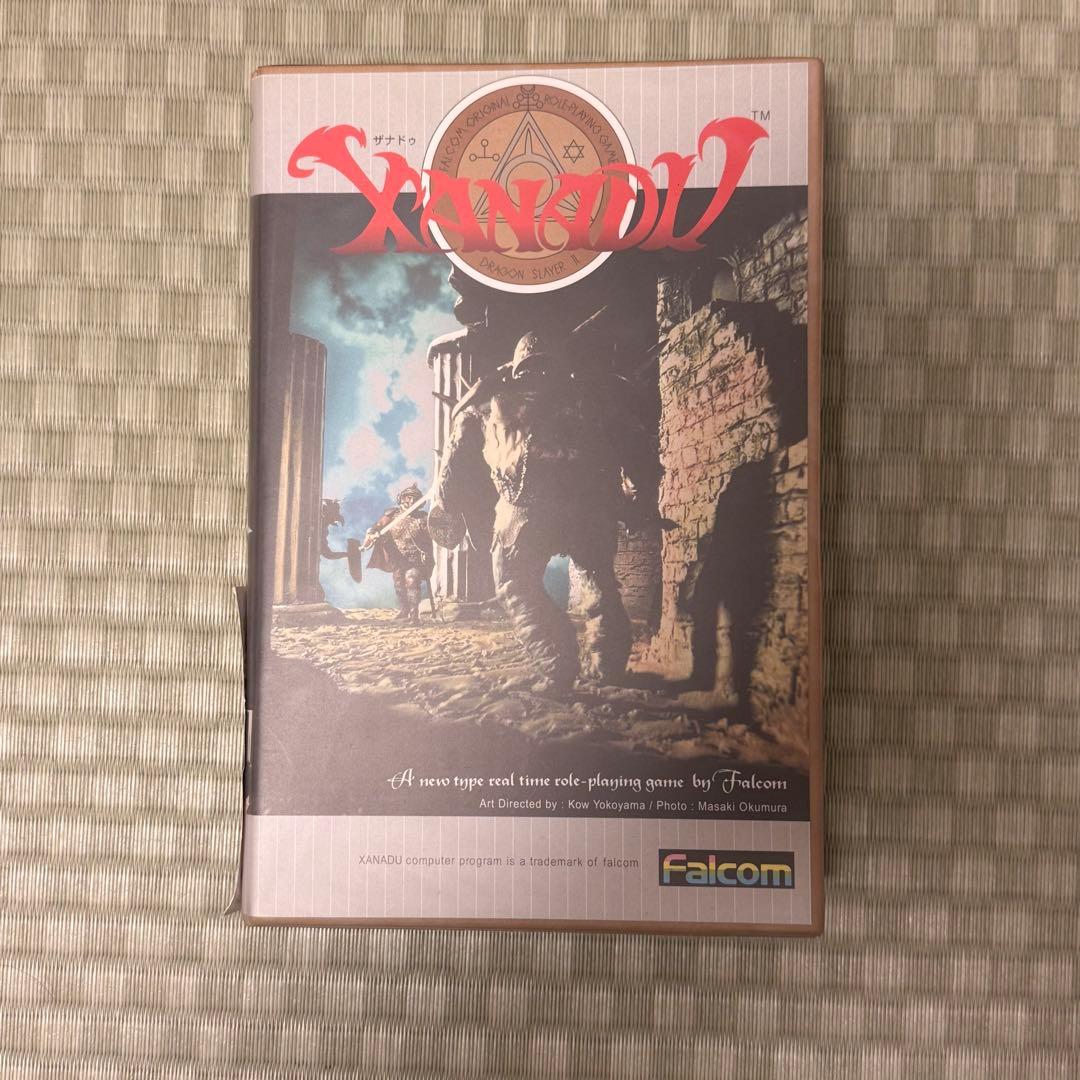 FALCOM ORIGINAL ROLE-PLAYING GAME
ザナドゥ
XANADU TM
DRAGON SLAYER II
A new type real time role-playing game by Falcom
Art Directed by : Kow Yokoyama / Photo : Masaki Okumura
XANADU computer program is a trademark of falcom
Falcom